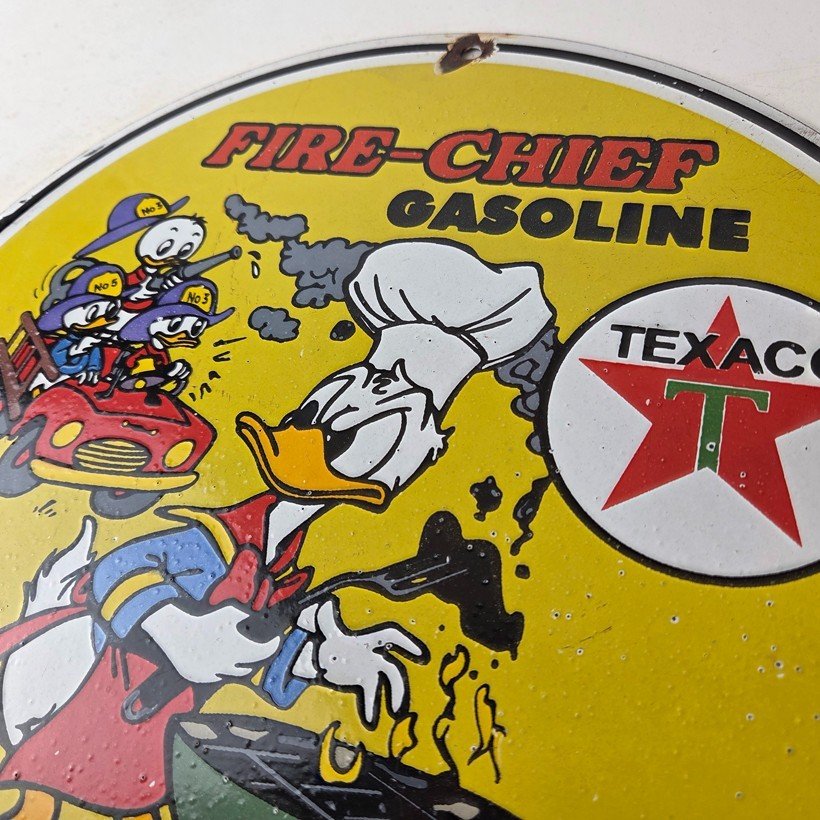 FIRE-CHIEF
GASOLINE
No 3
No 5
No 3
TEXACO
T